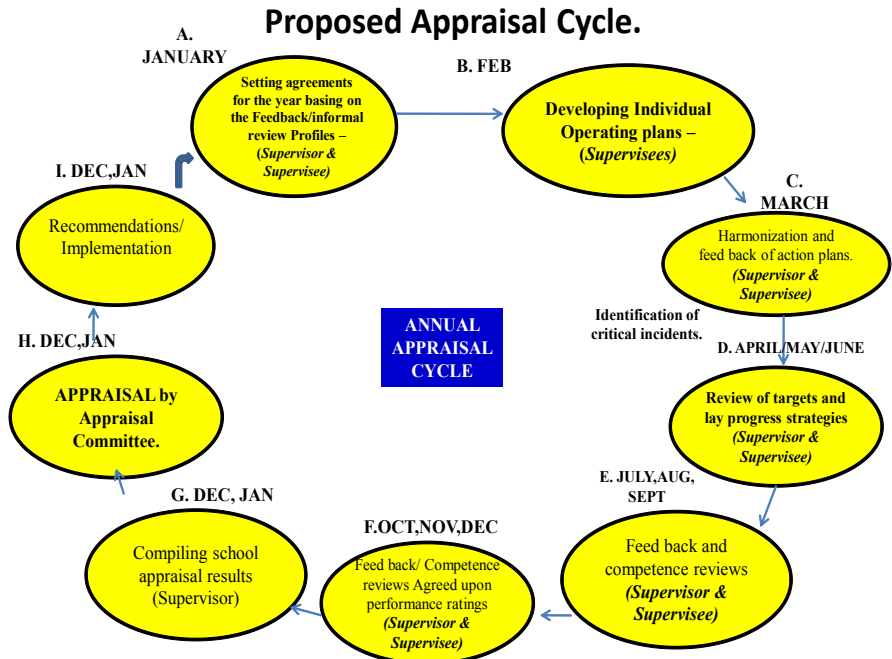 Proposed Appraisal Cycle.
A.
JANUARY
Setting agreements
for the year basing on
the Feedback/informal
review Profiles –
(Supervisor &
Supervisee)
B. FEB
Developing Individual
Operating plans –
(Supervisees)
C.
MARCH
Harmonization and
feed back of action plans.
(Supervisor &
Supervisee)
Identification of
critical incidents.
D. APRIL/MAY/JUNE
Review of targets and
lay progress strategies
(Supervisor &
Supervisee)
E. JULY,AUG,
SEPT
Feed back and
competence reviews
(Supervisor &
Supervisee)
F.OCT,NOV,DEC
Feed back/ Competence
reviews Agreed upon
performance ratings
(Supervisor &
Supervisee)
G. DEC, JAN
Compiling school
appraisal results
(Supervisor)
H. DEC,JAN
APPRAISAL by
Appraisal
Committee.
I. DEC,JAN
Recommendations/
Implementation
ANNUAL
APPRAISAL
CYCLE